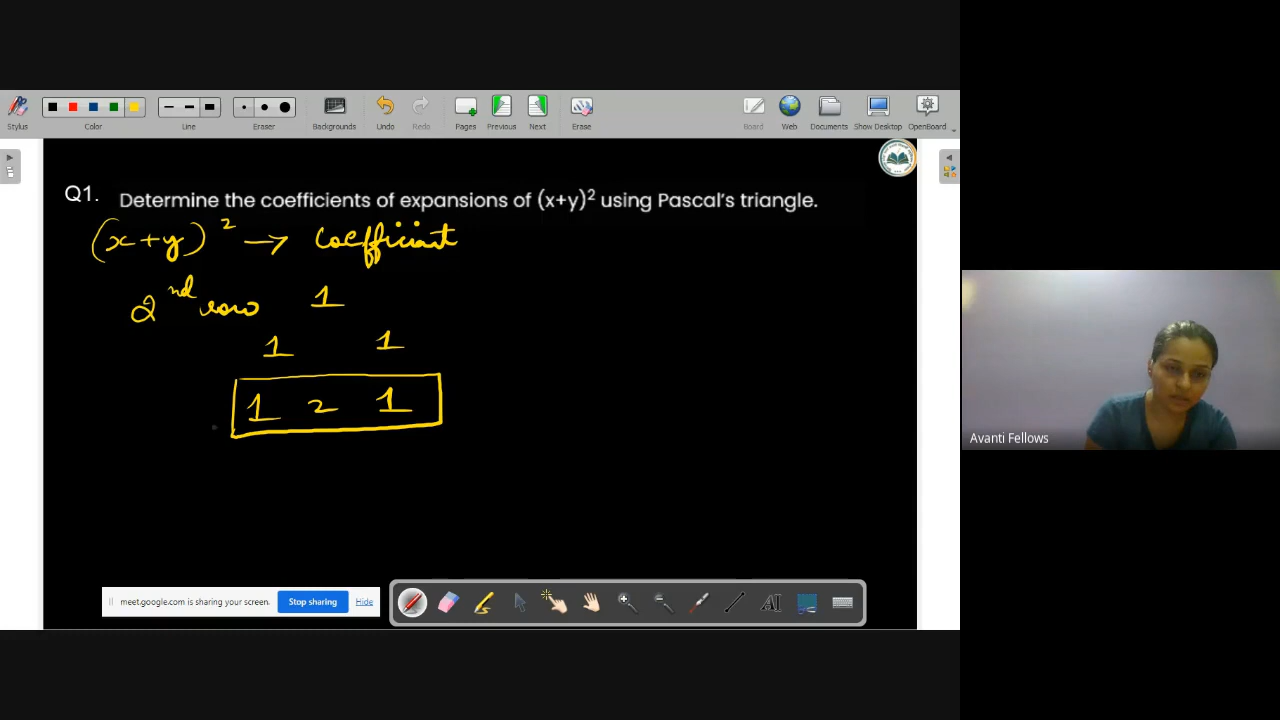 Stylus Color Line Eraser Backgrounds Undo Redo Pages Previous Next Erase Board Web Documents Show Desktop OpenBoard
Q1. Determine the coefficients of expansions of (x+y)² using Pascal's triangle.
(x+y)² → coefficient
2nd row 1
1 1
1 2 1
Avanti Fellows
meet.google.com is sharing your screen. Stop sharing Hide